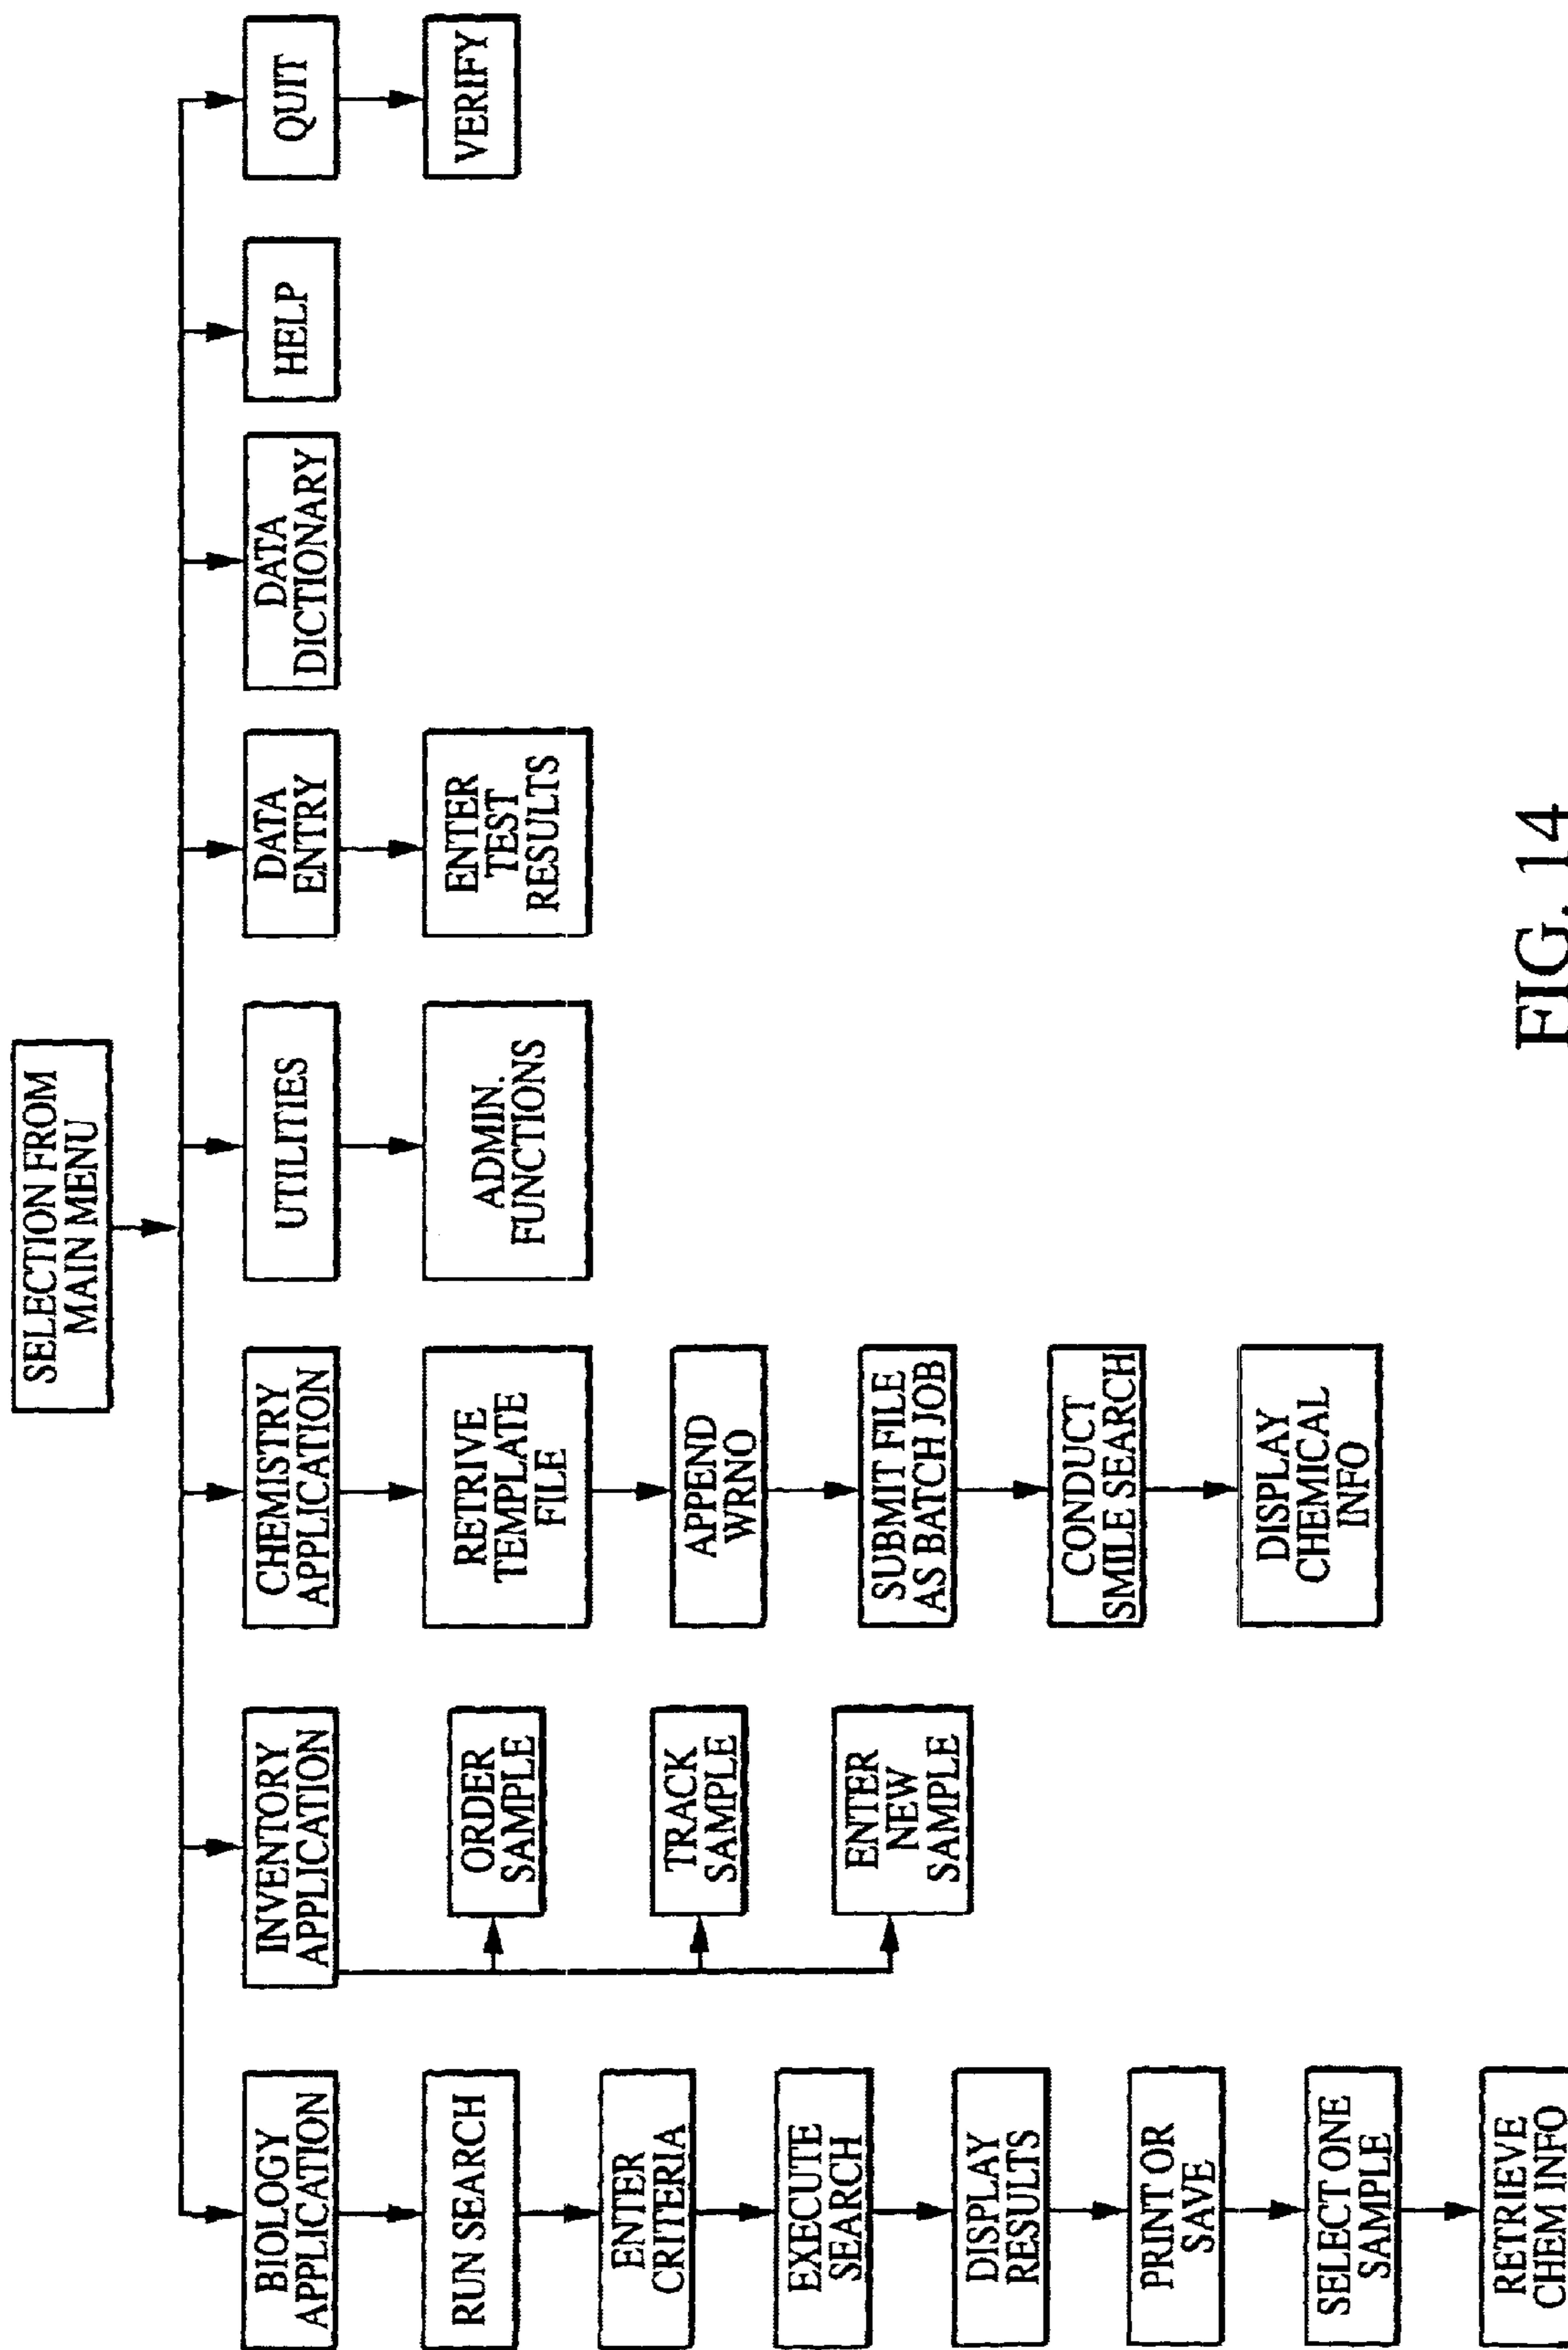 SELECTION FROM
MAIN MENU
BIOLOGY
APPLICATION
RUN SEARCH
ENTER
CRITERIA
EXECUTE
SEARCH
DISPLAY
RESULTS
PRINT OR
SAVE
SELECT ONE
SAMPLE
RETRIEVE
CHEM INFO
INVENTORY
APPLICATION
ORDER
SAMPLE
TRACK
SAMPLE
ENTER
NEW
SAMPLE
CHEMISTRY
APPLICATION
RETRIVE
TEMPLATE
FILE
APPEND
WRNO
SUBMIT FILE
AS BATCH JOB
CONDUCT
SMILE SEARCH
DISPLAY
CHEMICAL
INFO
UTILITIES
ADMIN.
FUNCTIONS
DATA
ENTRY
ENTER
TEST
RESULTS
DATA
DICTIONARY
HELP
QUIT
VERIFY
FIG. 14